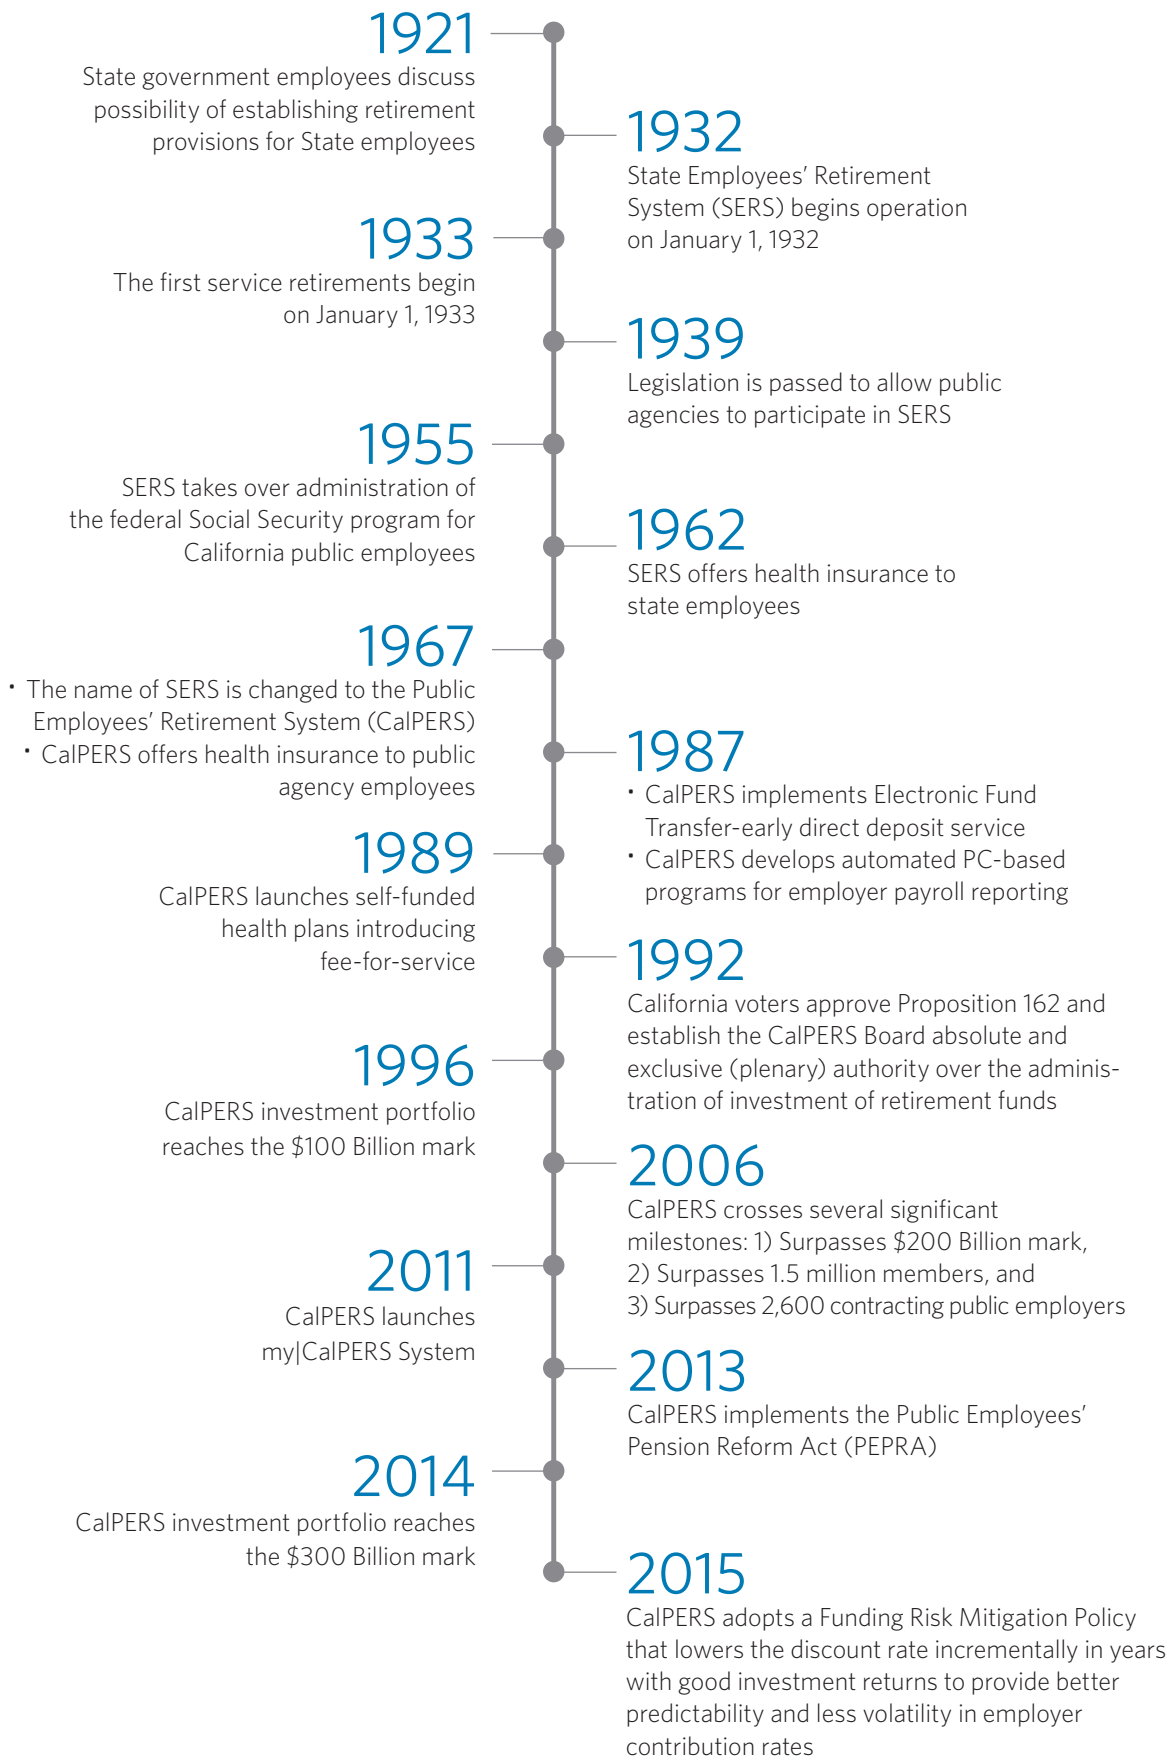 1921
State government employees discuss
possibility of establishing retirement
provisions for State employees
1932
State Employees’ Retirement
System (SERS) begins operation
on January 1, 1932
1933
The first service retirements begin
on January 1, 1933
1939
Legislation is passed to allow public
agencies to participate in SERS
1955
SERS takes over administration of
the federal Social Security program for
California public employees
1962
SERS offers health insurance to
state employees
1967
• The name of SERS is changed to the Public
Employees’ Retirement System (CalPERS)
• CalPERS offers health insurance to public
agency employees
1987
• CalPERS implements Electronic Fund
Transfer-early direct deposit service
• CalPERS develops automated PC-based
programs for employer payroll reporting
1989
CalPERS launches self-funded
health plans introducing
fee-for-service
1992
California voters approve Proposition 162 and
establish the CalPERS Board absolute and
exclusive (plenary) authority over the adminis-
tration of investment of retirement funds
1996
CalPERS investment portfolio
reaches the $100 Billion mark
2006
CalPERS crosses several significant
milestones: 1) Surpasses $200 Billion mark,
2) Surpasses 1.5 million members, and
3) Surpasses 2,600 contracting public employers
2011
CalPERS launches
my|CalPERS System
2013
CalPERS implements the Public Employees’
Pension Reform Act (PEPRA)
2014
CalPERS investment portfolio reaches
the $300 Billion mark
2015
CalPERS adopts a Funding Risk Mitigation Policy
that lowers the discount rate incrementally in years
with good investment returns to provide better
predictability and less volatility in employer
contribution rates